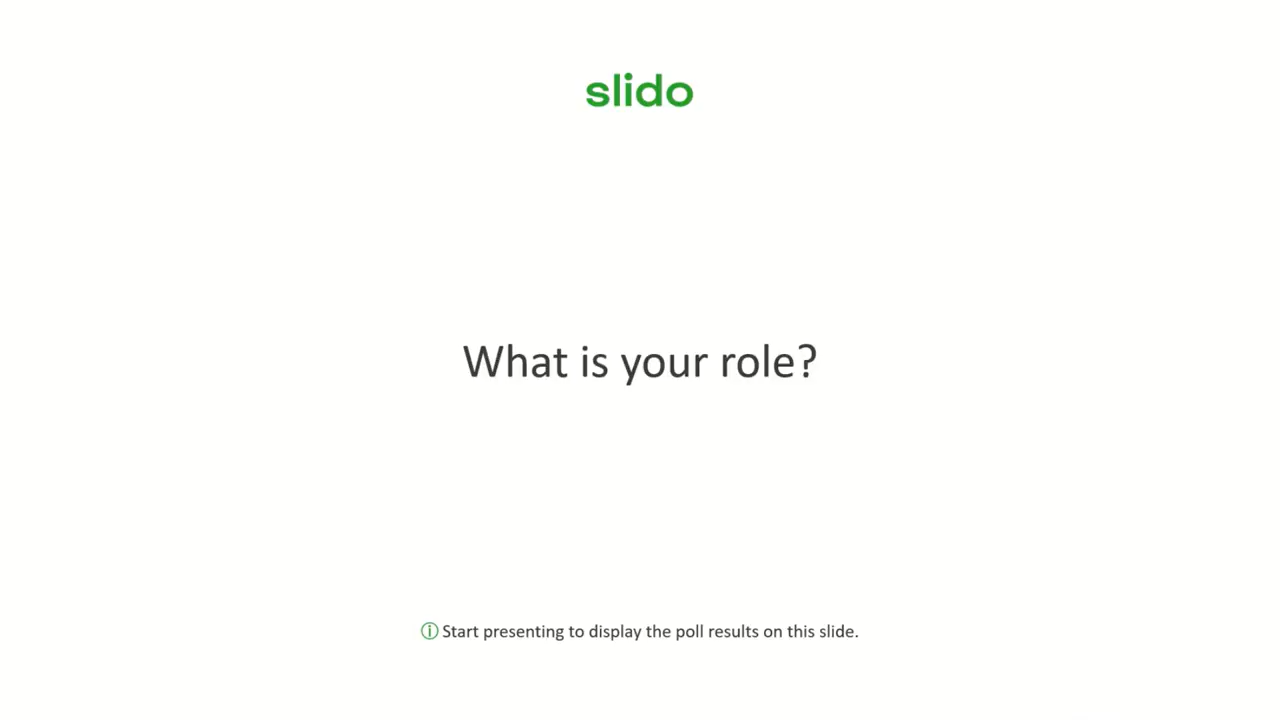 slido
What is your role?
Start presenting to display the poll results on this slide.